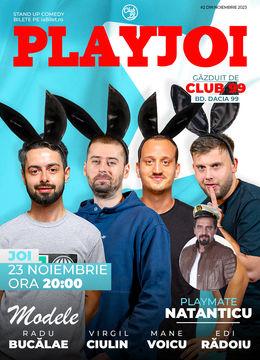 STAND UP COMEDY
BILETE PE iaBilet.ro
#2 DIN NOIEMBRIE 2023
PLAYJOI
GĂZDUIT DE
CLUB 99
BD. DACIA 99
JOI
23 NOIEMBRIE
ORA 20:00
Modele
RADU
BUCĂLAE
VIRGIL
CIULIN
MANE
VOICU
EDI
RĂDOIU
PLAYMATE
NATANTICU